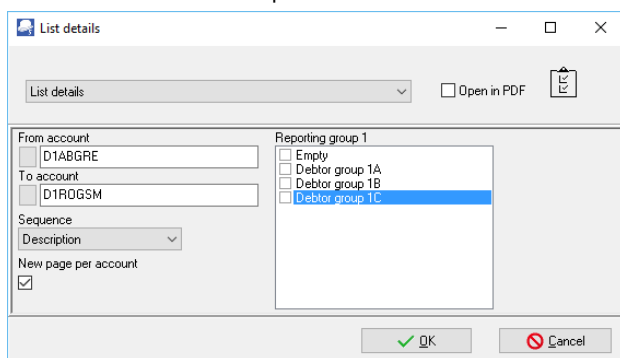 List details
List details
Open in PDF
From account
D1ABGRE
To account
D1ROGSM
Sequence
Description
New page per account
Reporting group 1
Empty
Debtor group 1A
Debtor group 1B
Debtor group 1C
OK
Cancel